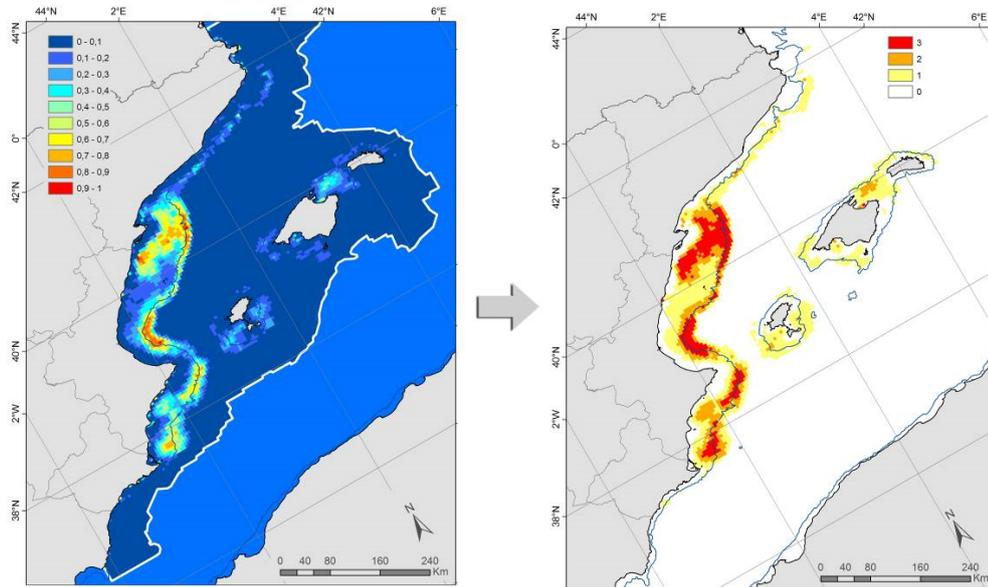 44°N 2°E 4°E 42°N 6°E
44°N
0 - 0,1
0,1 - 0,2
0,2 - 0,3
0,3 - 0,4
0,4 - 0,5
0,5 - 0,6
0,6 - 0,7
0,7 - 0,8
0,8 - 0,9
0,9 - 1
0°
42°N
40°N
2°W
38°N
N
0 40 80 160 240
Km
44°N 2°E 4°E 42°N 6°E
44°N
3
2
1
0
0°
42°N
40°N
2°W
38°N
N
0 40 80 160 240
Km